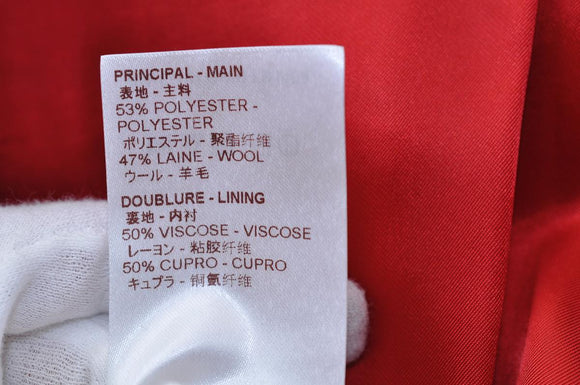 PRINCIPAL - MAIN
表地 - 主料
53% POLYESTER -
POLYESTER
ポリエステル - 聚酯纤维
47% LAINE - WOOL
ウール - 羊毛
DOUBLURE - LINING
裏地 - 内衬
50% VISCOSE - VISCOSE
レーヨン - 粘胶纤维
50% CUPRO - CUPRO
キュプラ - 铜氨纤维